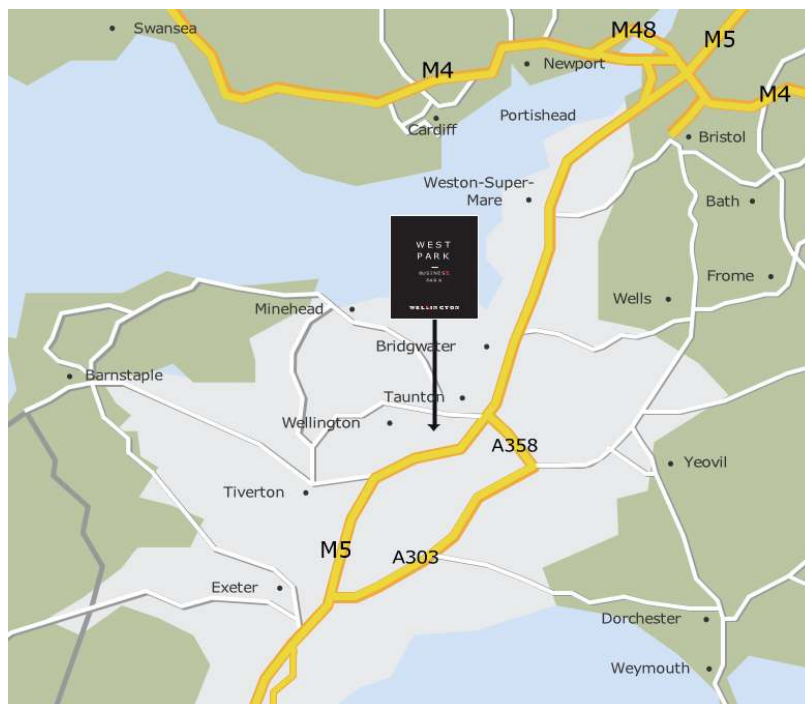 Swansea
M48
M5
M4
Newport
M4
Portishead
Cardiff
Bristol
Weston-Super-
Mare
Bath
WEST
PARK
BUSINESS
PARK
WELLINGTON
Frome
Wells
Minehead
Bridgwater
Barnstaple
Taunton
Wellington
A358
Yeovil
Tiverton
M5
A303
Exeter
Dorchester
Weymouth